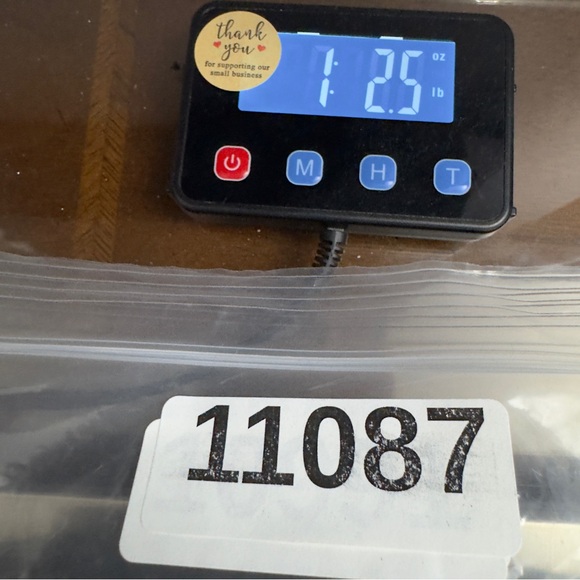 thank
you
for supporting our
small business
1: 2.5
oz
lb
M H T
11087